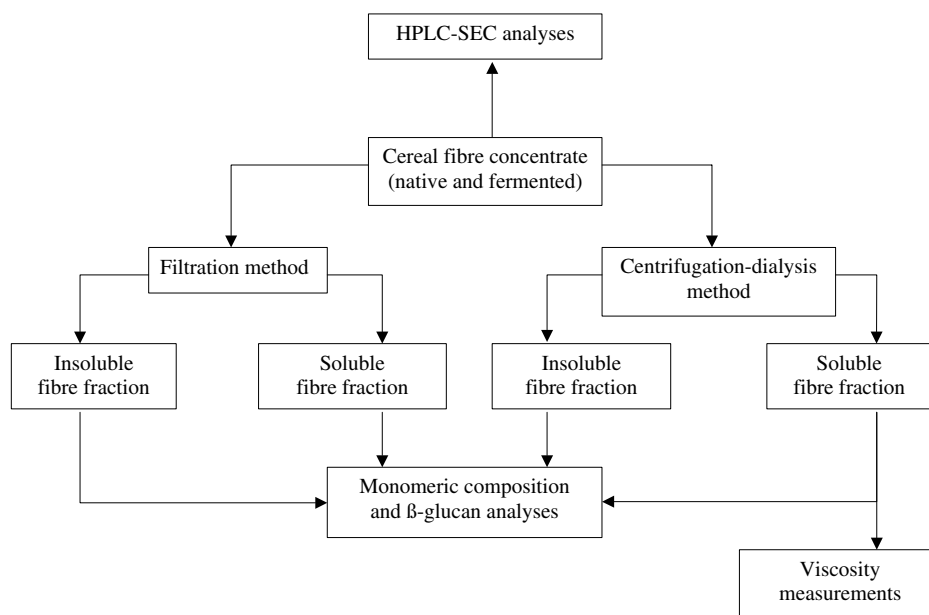 HPLC-SEC analyses
Cereal fibre concentrate
(native and fermented)
Filtration method
Centrifugation-dialysis
method
Insoluble
fibre fraction
Soluble
fibre fraction
Insoluble
fibre fraction
Soluble
fibre fraction
Monomeric composition
and ß-glucan analyses
Viscosity
measurements